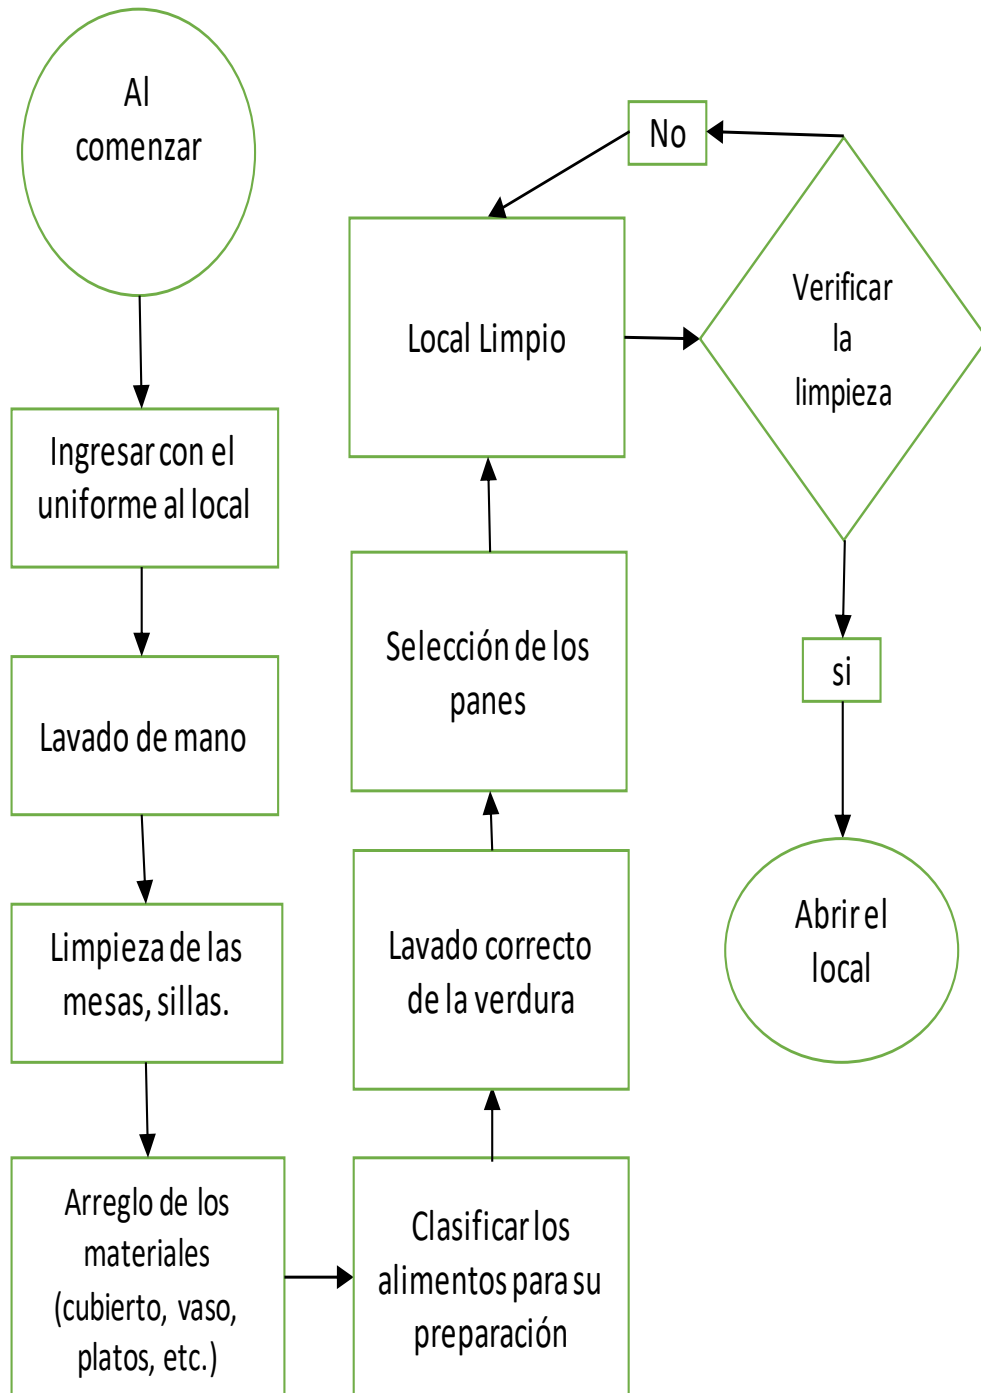 Al
comenzar
Ingresar con el
uniforme al local
Lavado de mano
Limpieza de las
mesas, sillas.
Arreglo de los
materiales
(cubierto, vaso,
platos, etc.)
Clasificar los
alimentos para su
preparación
Lavado correcto
de la verdura
Selección de los
panes
Local Limpio
Verificar
la
limpieza
No
si
Abrir el
local